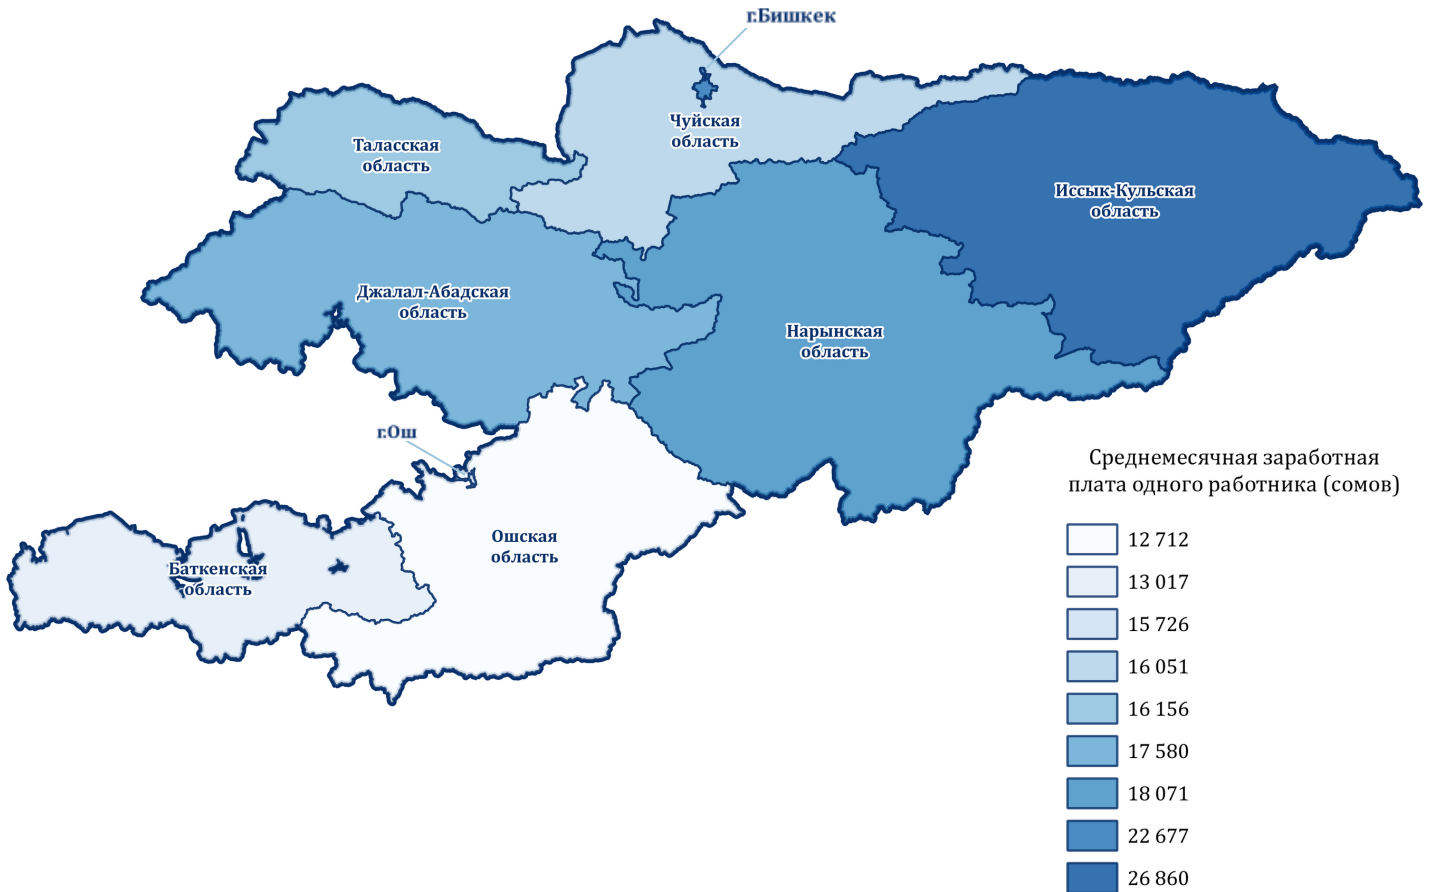 г.Бишкек
Чуйская
область
Таласская
область
Иссык-Кульская
область
Джалал-Абадская
область
Нарынская
область
г.Ош
Ошская
область
Баткенская
область
Среднемесячная заработная
плата одного работника (сомов)
12 712
13 017
15 726
16 051
16 156
17 580
18 071
22 677
26 860